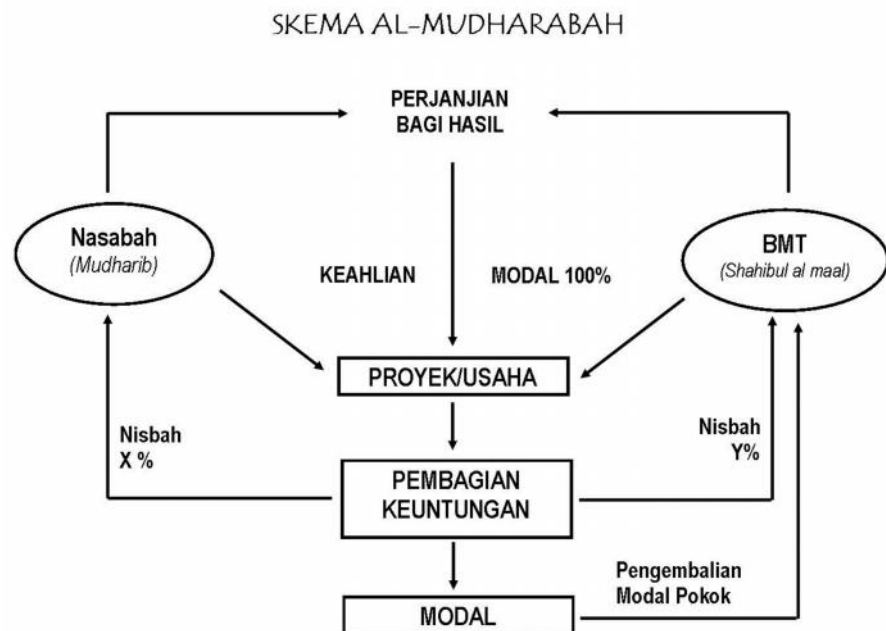 SKEMA AL-MUDHARABAH
PERJANJIAN
BAGI HASIL
Nasabah
(Mudharib)
BMT
(Shahibul al maal)
KEAHLIAN
MODAL 100%
PROYEK/USAHA
Nisbah
X %
Nisbah
Y%
PEMBAGIAN
KEUNTUNGAN
Pengembalian
Modal Pokok
MODAL